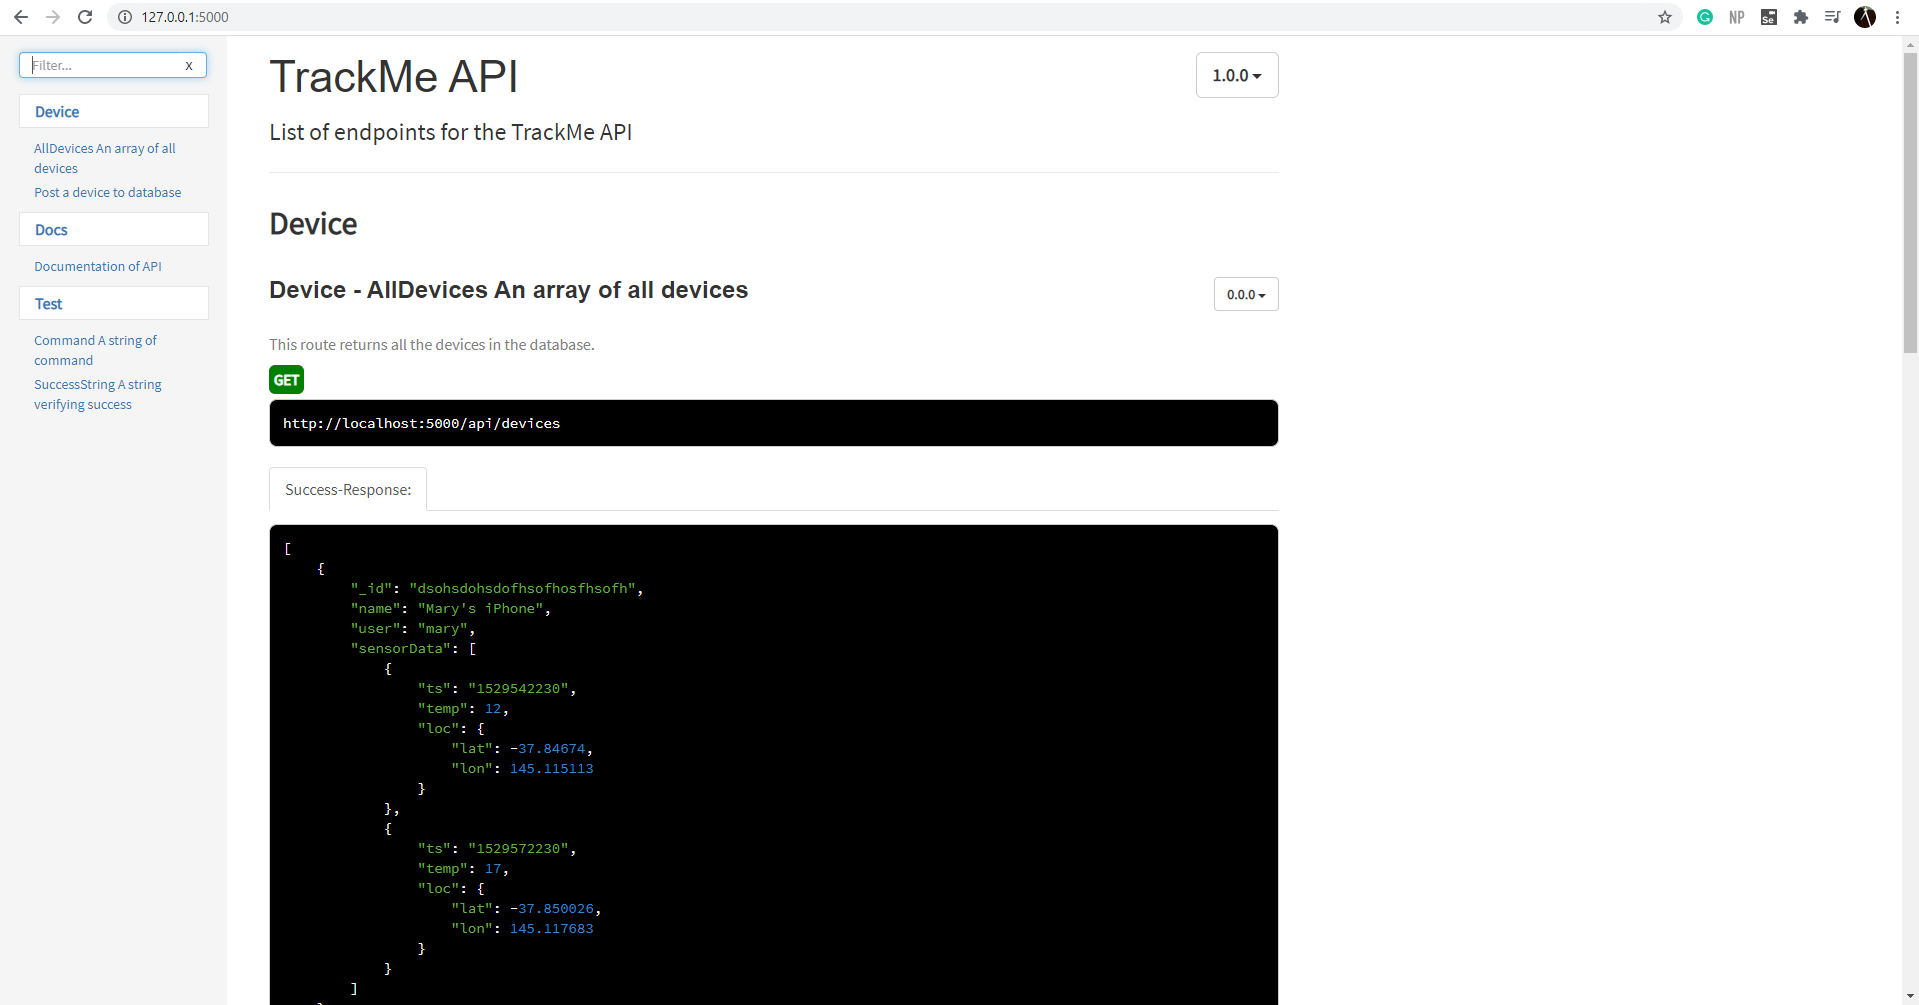 127.0.0.1:5000
NP
Se
Filter...
X
Device
AllDevices An array of all
devices
Post a device to database
Docs
Documentation of API
Test
Command A string of
command
SuccessString A string
verifying success
TrackMe API
1.0.0
List of endpoints for the TrackMe API
Device
Device - AllDevices An array of all devices
0.0.0
This route returns all the devices in the database.
GET
http://localhost:5000/api/devices
Success-Response:
[
    {
        "_id": "dsohsdohsdofhsofhosfhsofh",
        "name": "Mary's iPhone",
        "user": "mary",
        "sensorData": [
            {
                "ts": "1529542230",
                "temp": 12,
                "loc": {
                    "lat": -37.84674,
                    "lon": 145.115113
                }
            },
            {
                "ts": "1529572230",
                "temp": 17,
                "loc": {
                    "lat": -37.850026,
                    "lon": 145.117683
                }
            }
        ]